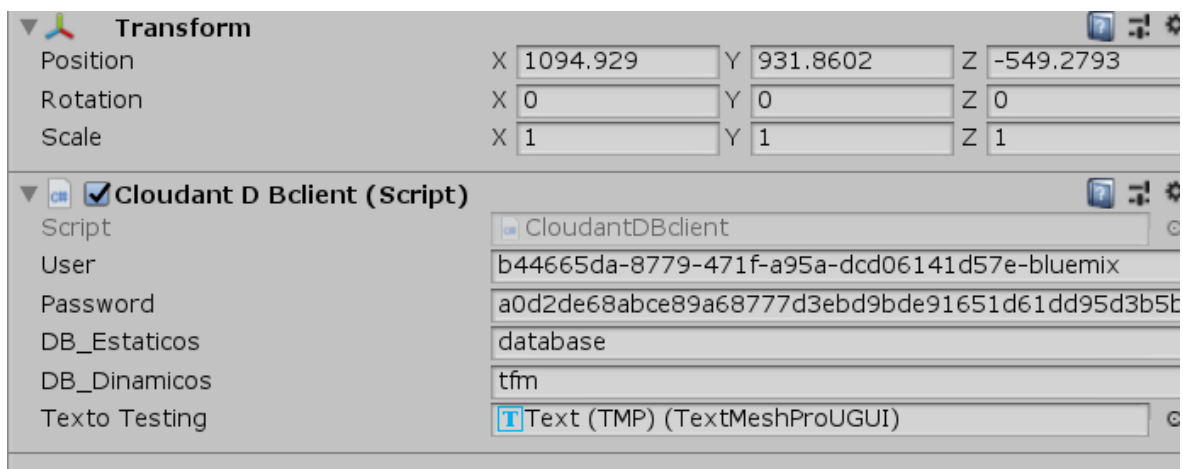 Transform
Position X 1094.929 Y 931.8602 Z -549.2793
Rotation X 0 Y 0 Z 0
Scale X 1 Y 1 Z 1
Cloudant D Bclient (Script)
Script CloudantDBclient
User b44665da-8779-471f-a95a-dcd06141d57e-bluemix
Password a0d2de68abce89a68777d3ebd9bde91651d61dd95d3b5b
DB_Estaticos database
DB_Dinamicos tfm
Texto Testing Text (TMP) (TextMeshProUGUI)